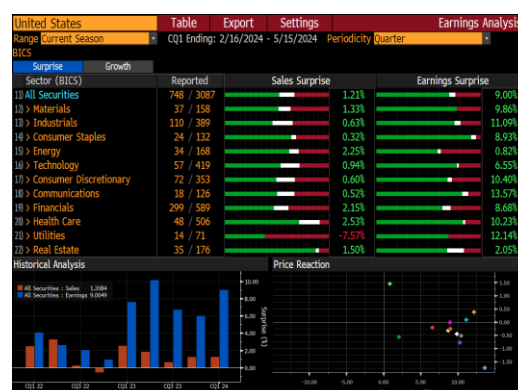 United States Table Export Settings Earnings Analysis
Range Current Season CQ1 Ending: 2/16/2024 - 5/15/2024 Periodicity Quarter
BICS
Surprise Growth
Sector (BICS) Reported Sales Surprise Earnings Surprise
11) All Securities 748 / 3087 1.21% 9.00%
12) > Materials 37 / 158 1.33% 9.86%
13) > Industrials 110 / 389 0.63% 11.09%
14) > Consumer Staples 24 / 132 0.32% 8.93%
15) > Energy 34 / 168 2.25% 0.82%
16) > Technology 57 / 419 0.94% 6.55%
17) > Consumer Discretionary 72 / 353 0.60% 10.40%
18) > Communications 18 / 126 0.52% 13.57%
19) > Financials 299 / 589 2.15% 8.68%
20) > Health Care 48 / 506 2.53% 10.23%
21) > Utilities 14 / 71 -7.57% 12.14%
22) > Real Estate 35 / 176 1.50% 2.05%
Historical Analysis Price Reaction
All Securities : Sales 1.2084
All Securities : Earnings 9.0049
10.00
8.00
6.00
4.00
2.00
0.00
Surprise (%)
CQ1 22 CQ3 22 CQ1 23 CQ3 23 CQ1 24
1.50
1.00
0.50
0.00
-0.50
-1.00
-1.50
-10.00 -5.00 0.00 5.00 10.00